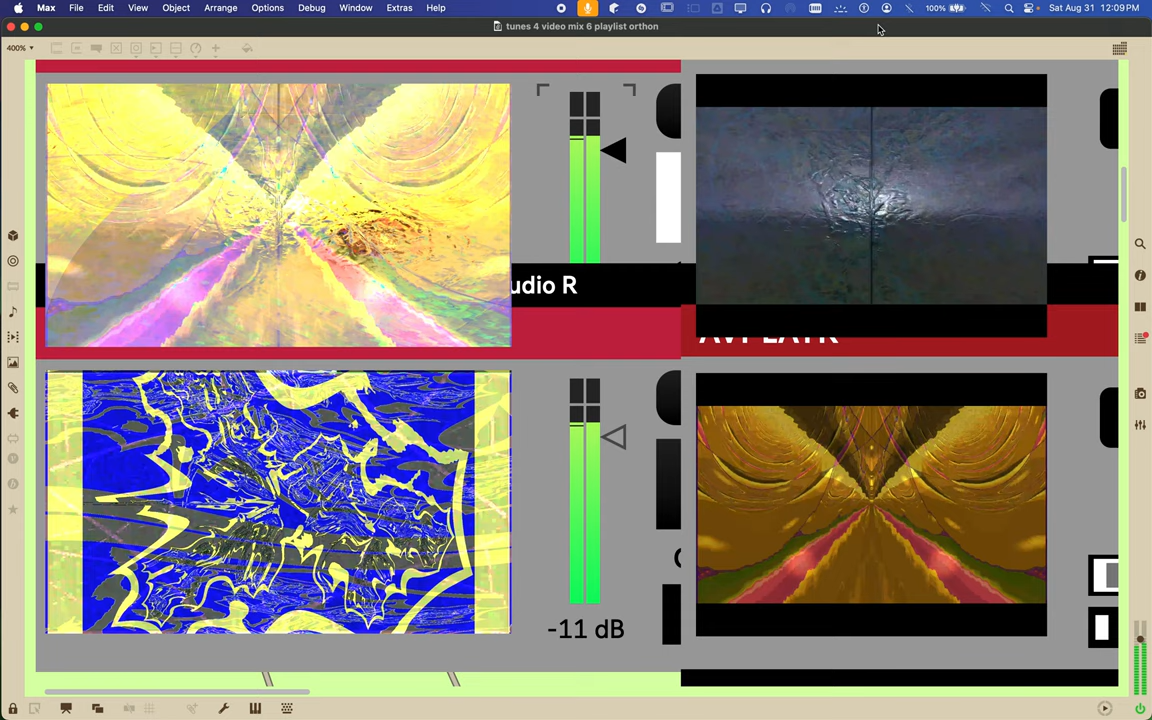 Max File Edit View Object Arrange Options Debug Window Extras Help 100% Sat Aug 31 12:09 PM
tunes 4 video mix 6 playlist orthon
400%
udio R
-11 dB